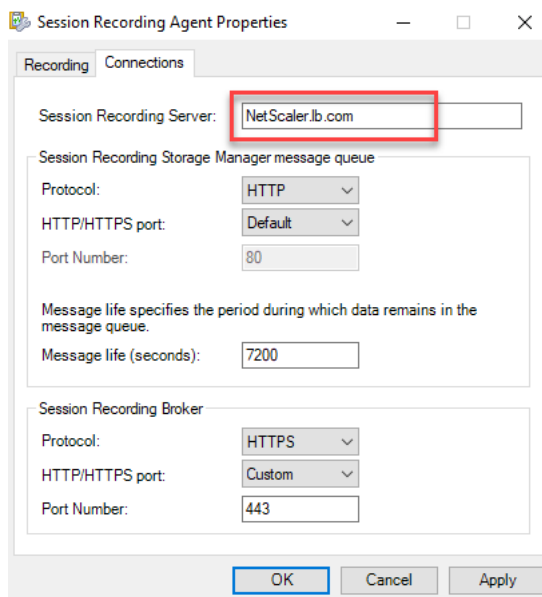 Session Recording Agent Properties
Recording Connections
Session Recording Server: NetScaler.lb.com
Session Recording Storage Manager message queue
Protocol: HTTP
HTTP/HTTPS port: Default
Port Number: 80
Message life specifies the period during which data remains in the
message queue.
Message life (seconds): 7200
Session Recording Broker
Protocol: HTTPS
HTTP/HTTPS port: Custom
Port Number: 443
OK Cancel Apply